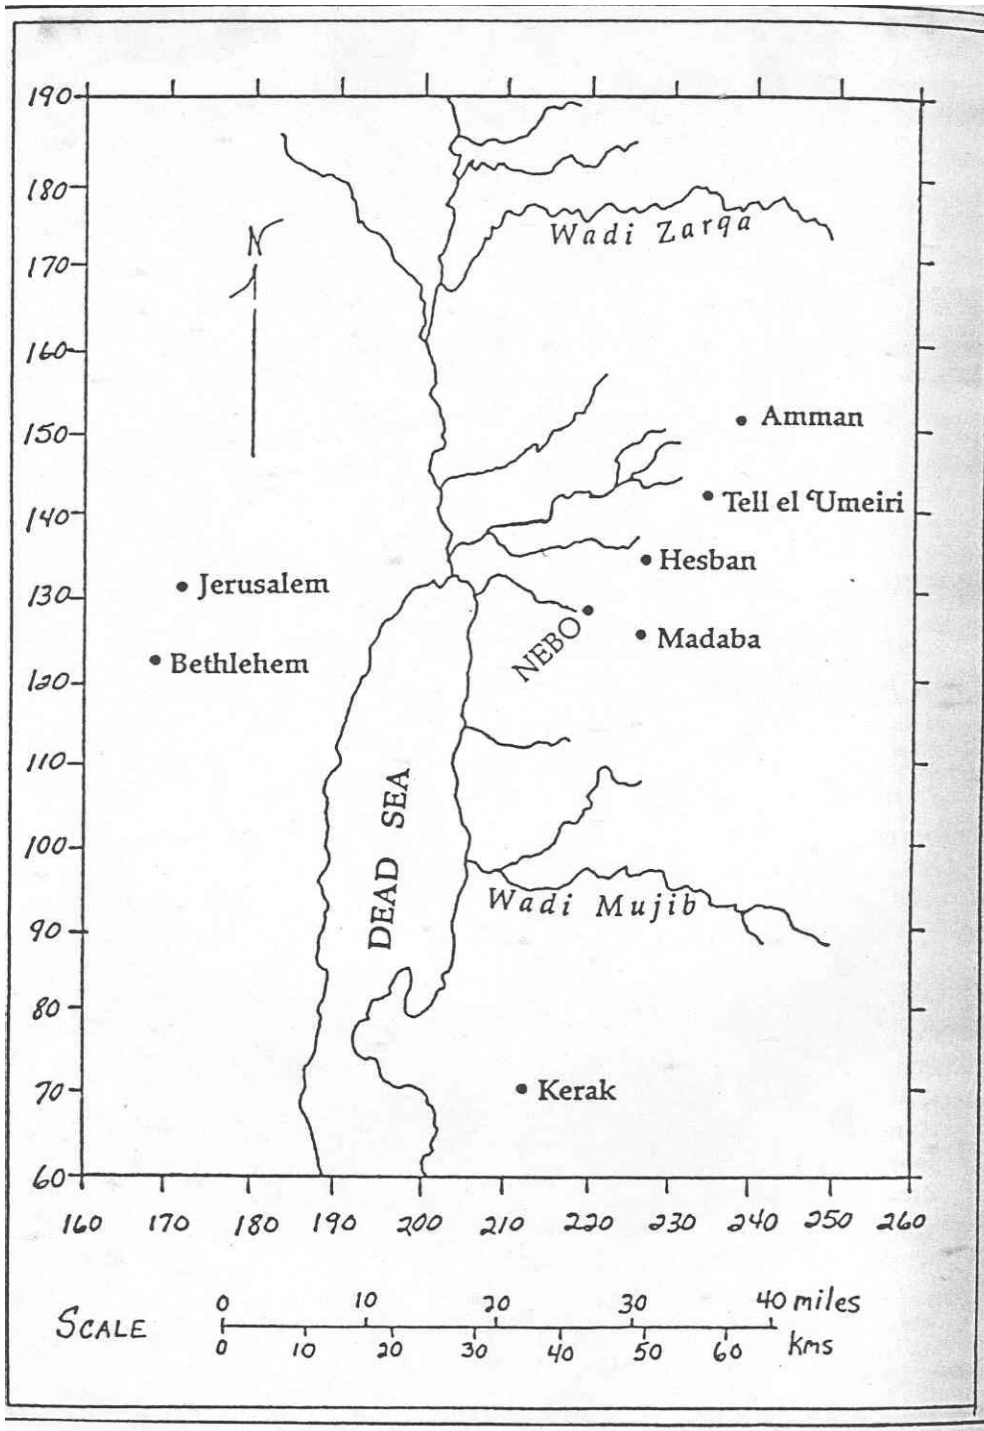 190
180
170
160
150
140
130
120
110
100
90
80
70
60
N
Wadi Zarqa
Amman
Tell el ʿUmeiri
Hesban
Jerusalem
NEBO
Madaba
Bethlehem
DEAD SEA
Wadi Mujib
Kerak
160 170 180 190 200 210 220 230 240 250 260
SCALE
0 10 20 30 40 miles
0 10 20 30 40 50 60 kms